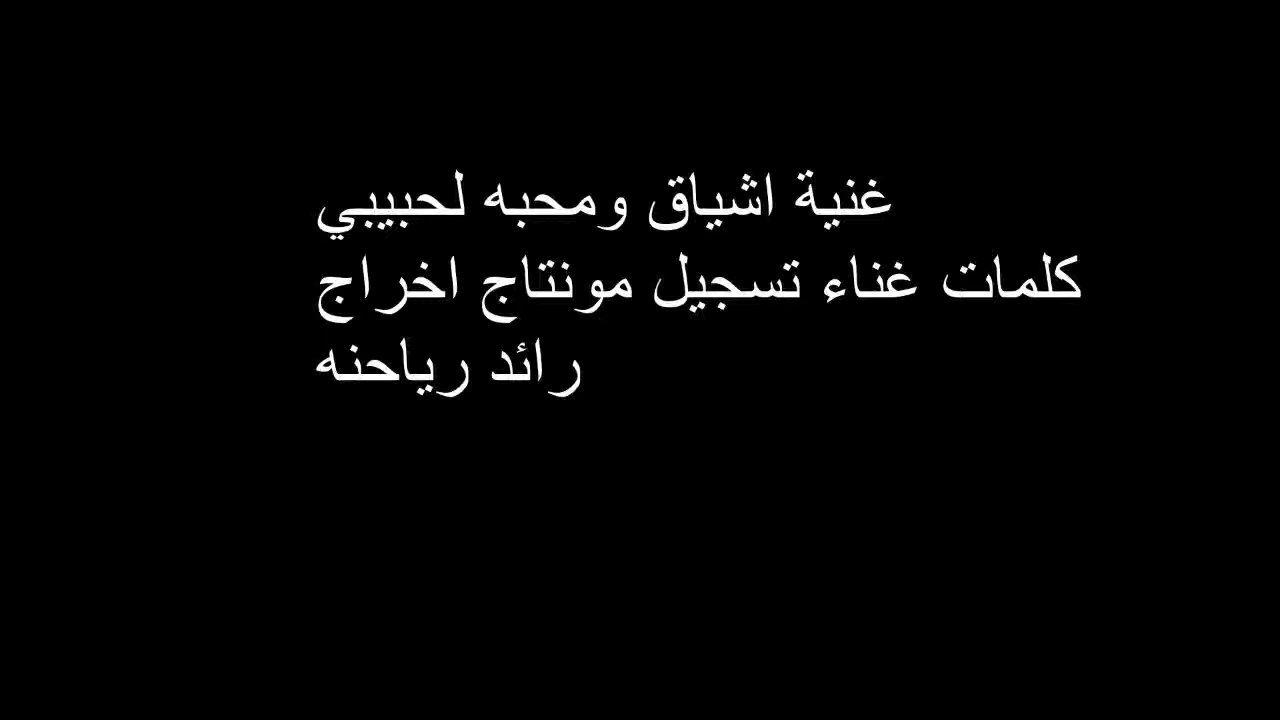 غنية اشياق ومحبه لحبيبي
كلمات غناء تسجيل مونتاج اخراج
رائد رياحنه